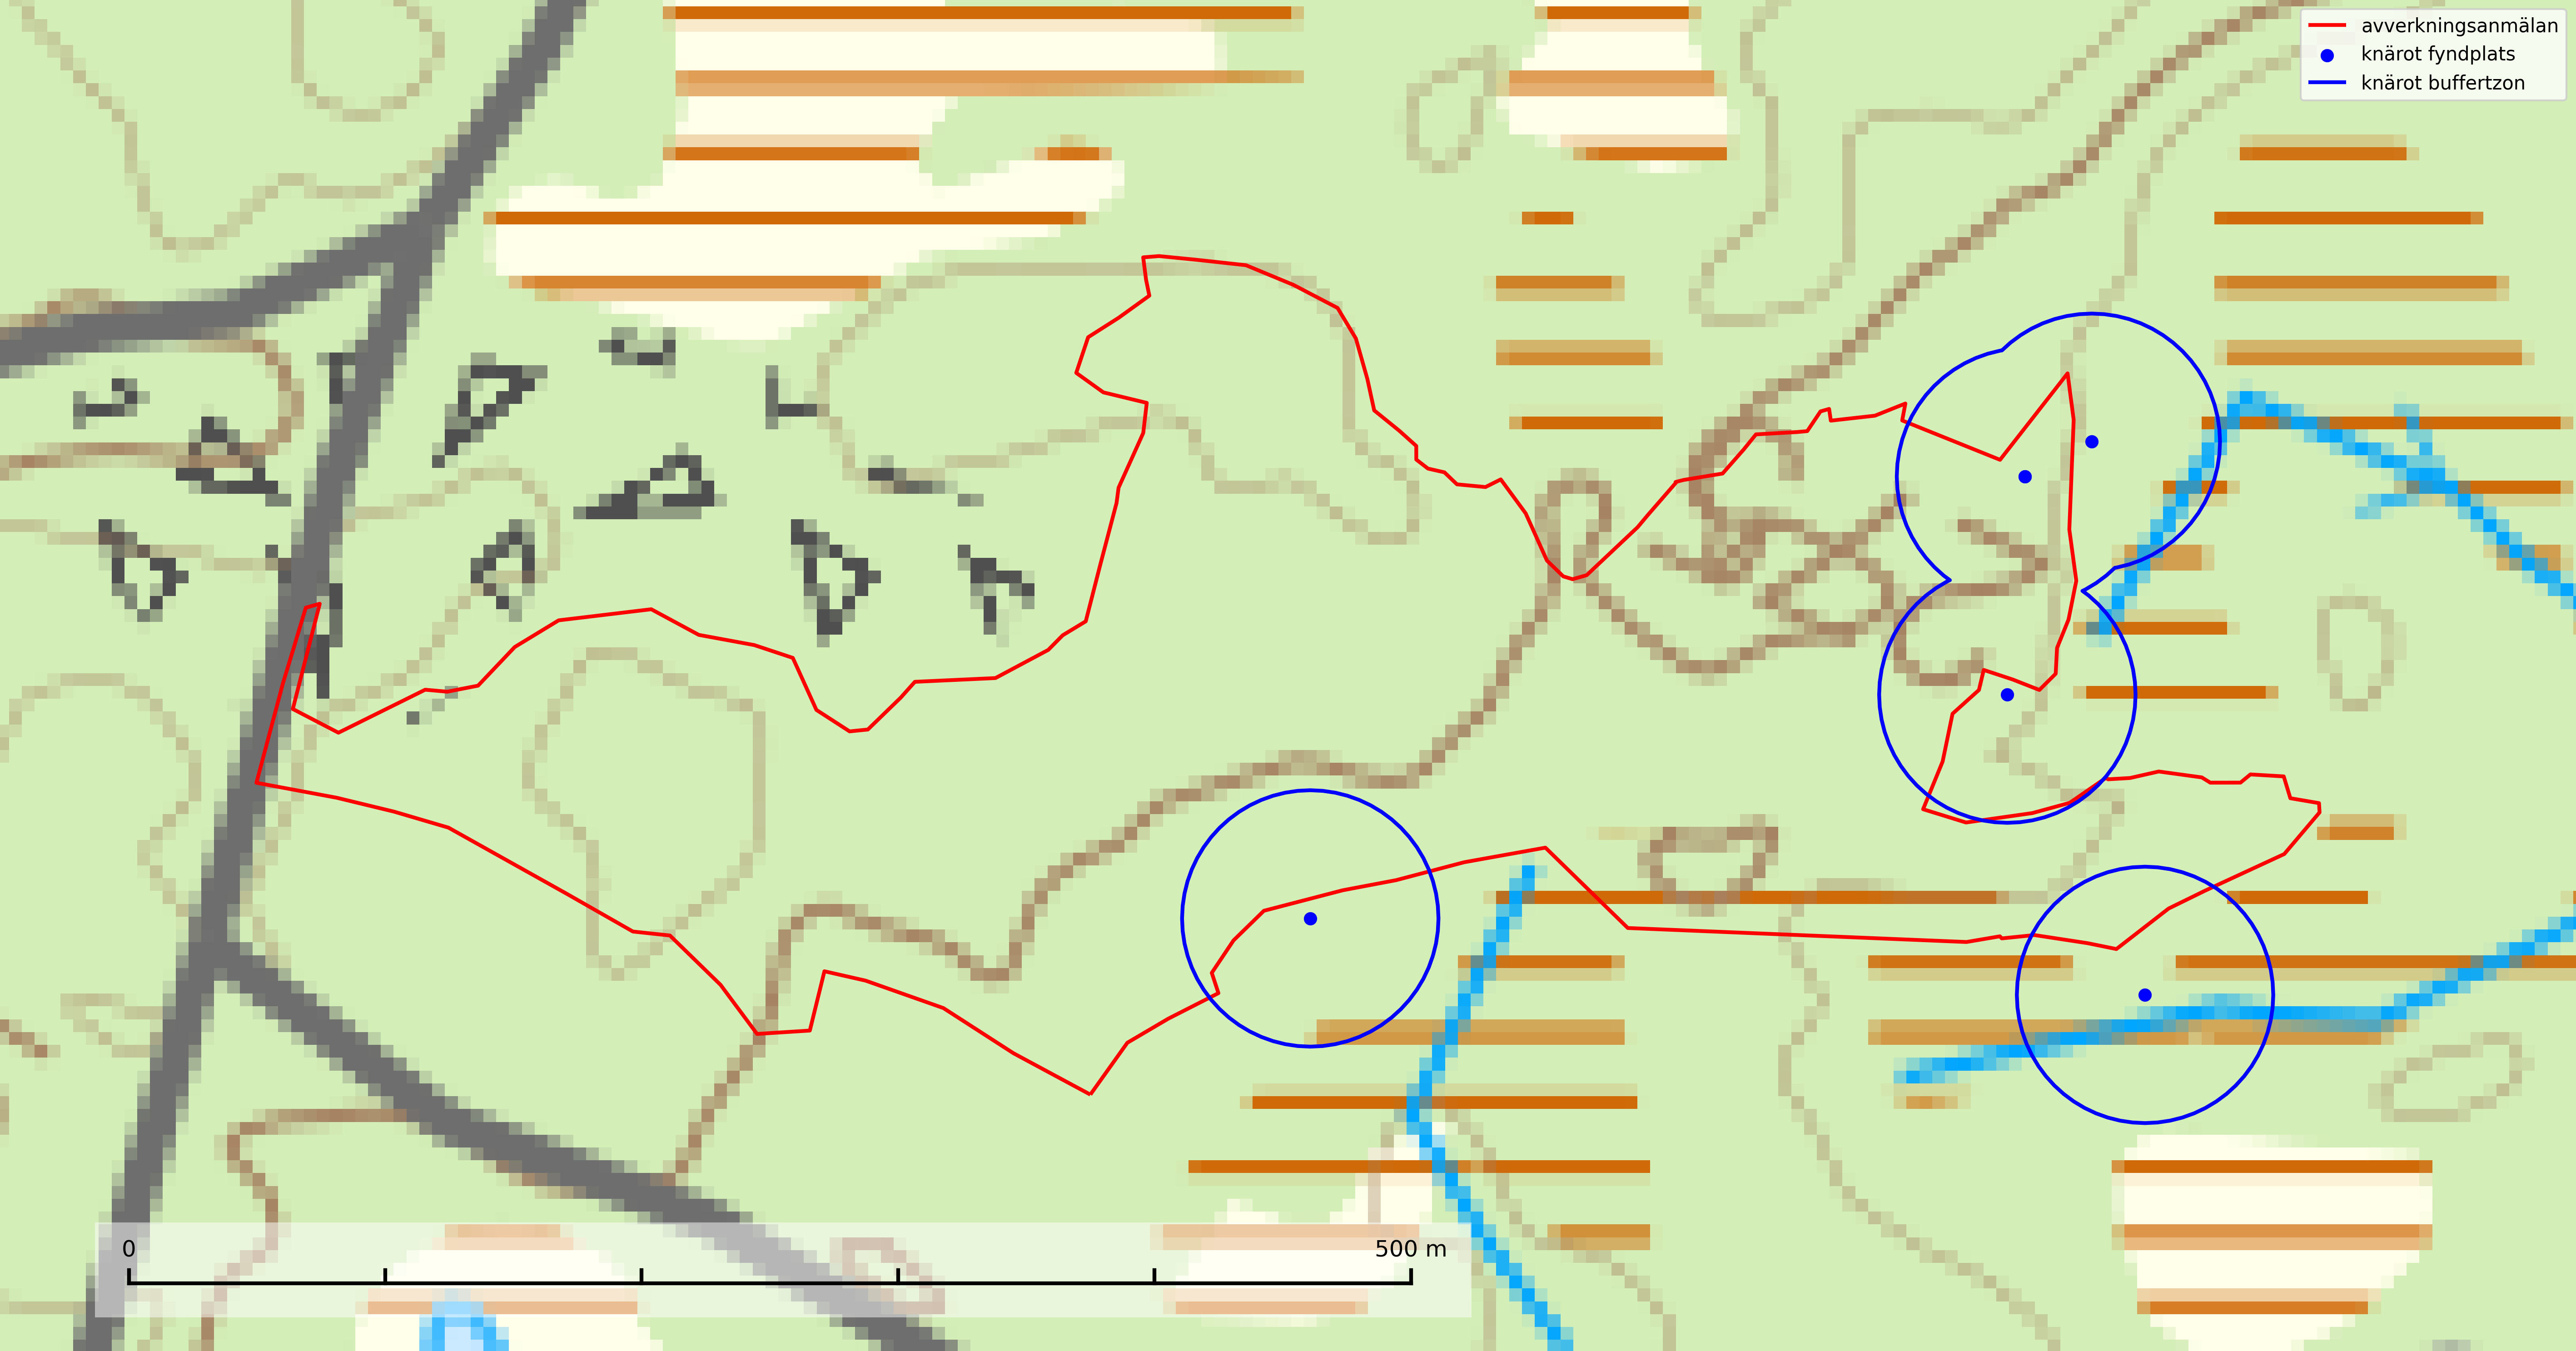 avverkningsanmälan
knärot fyndplats
knärot buffertzon
0
500 m